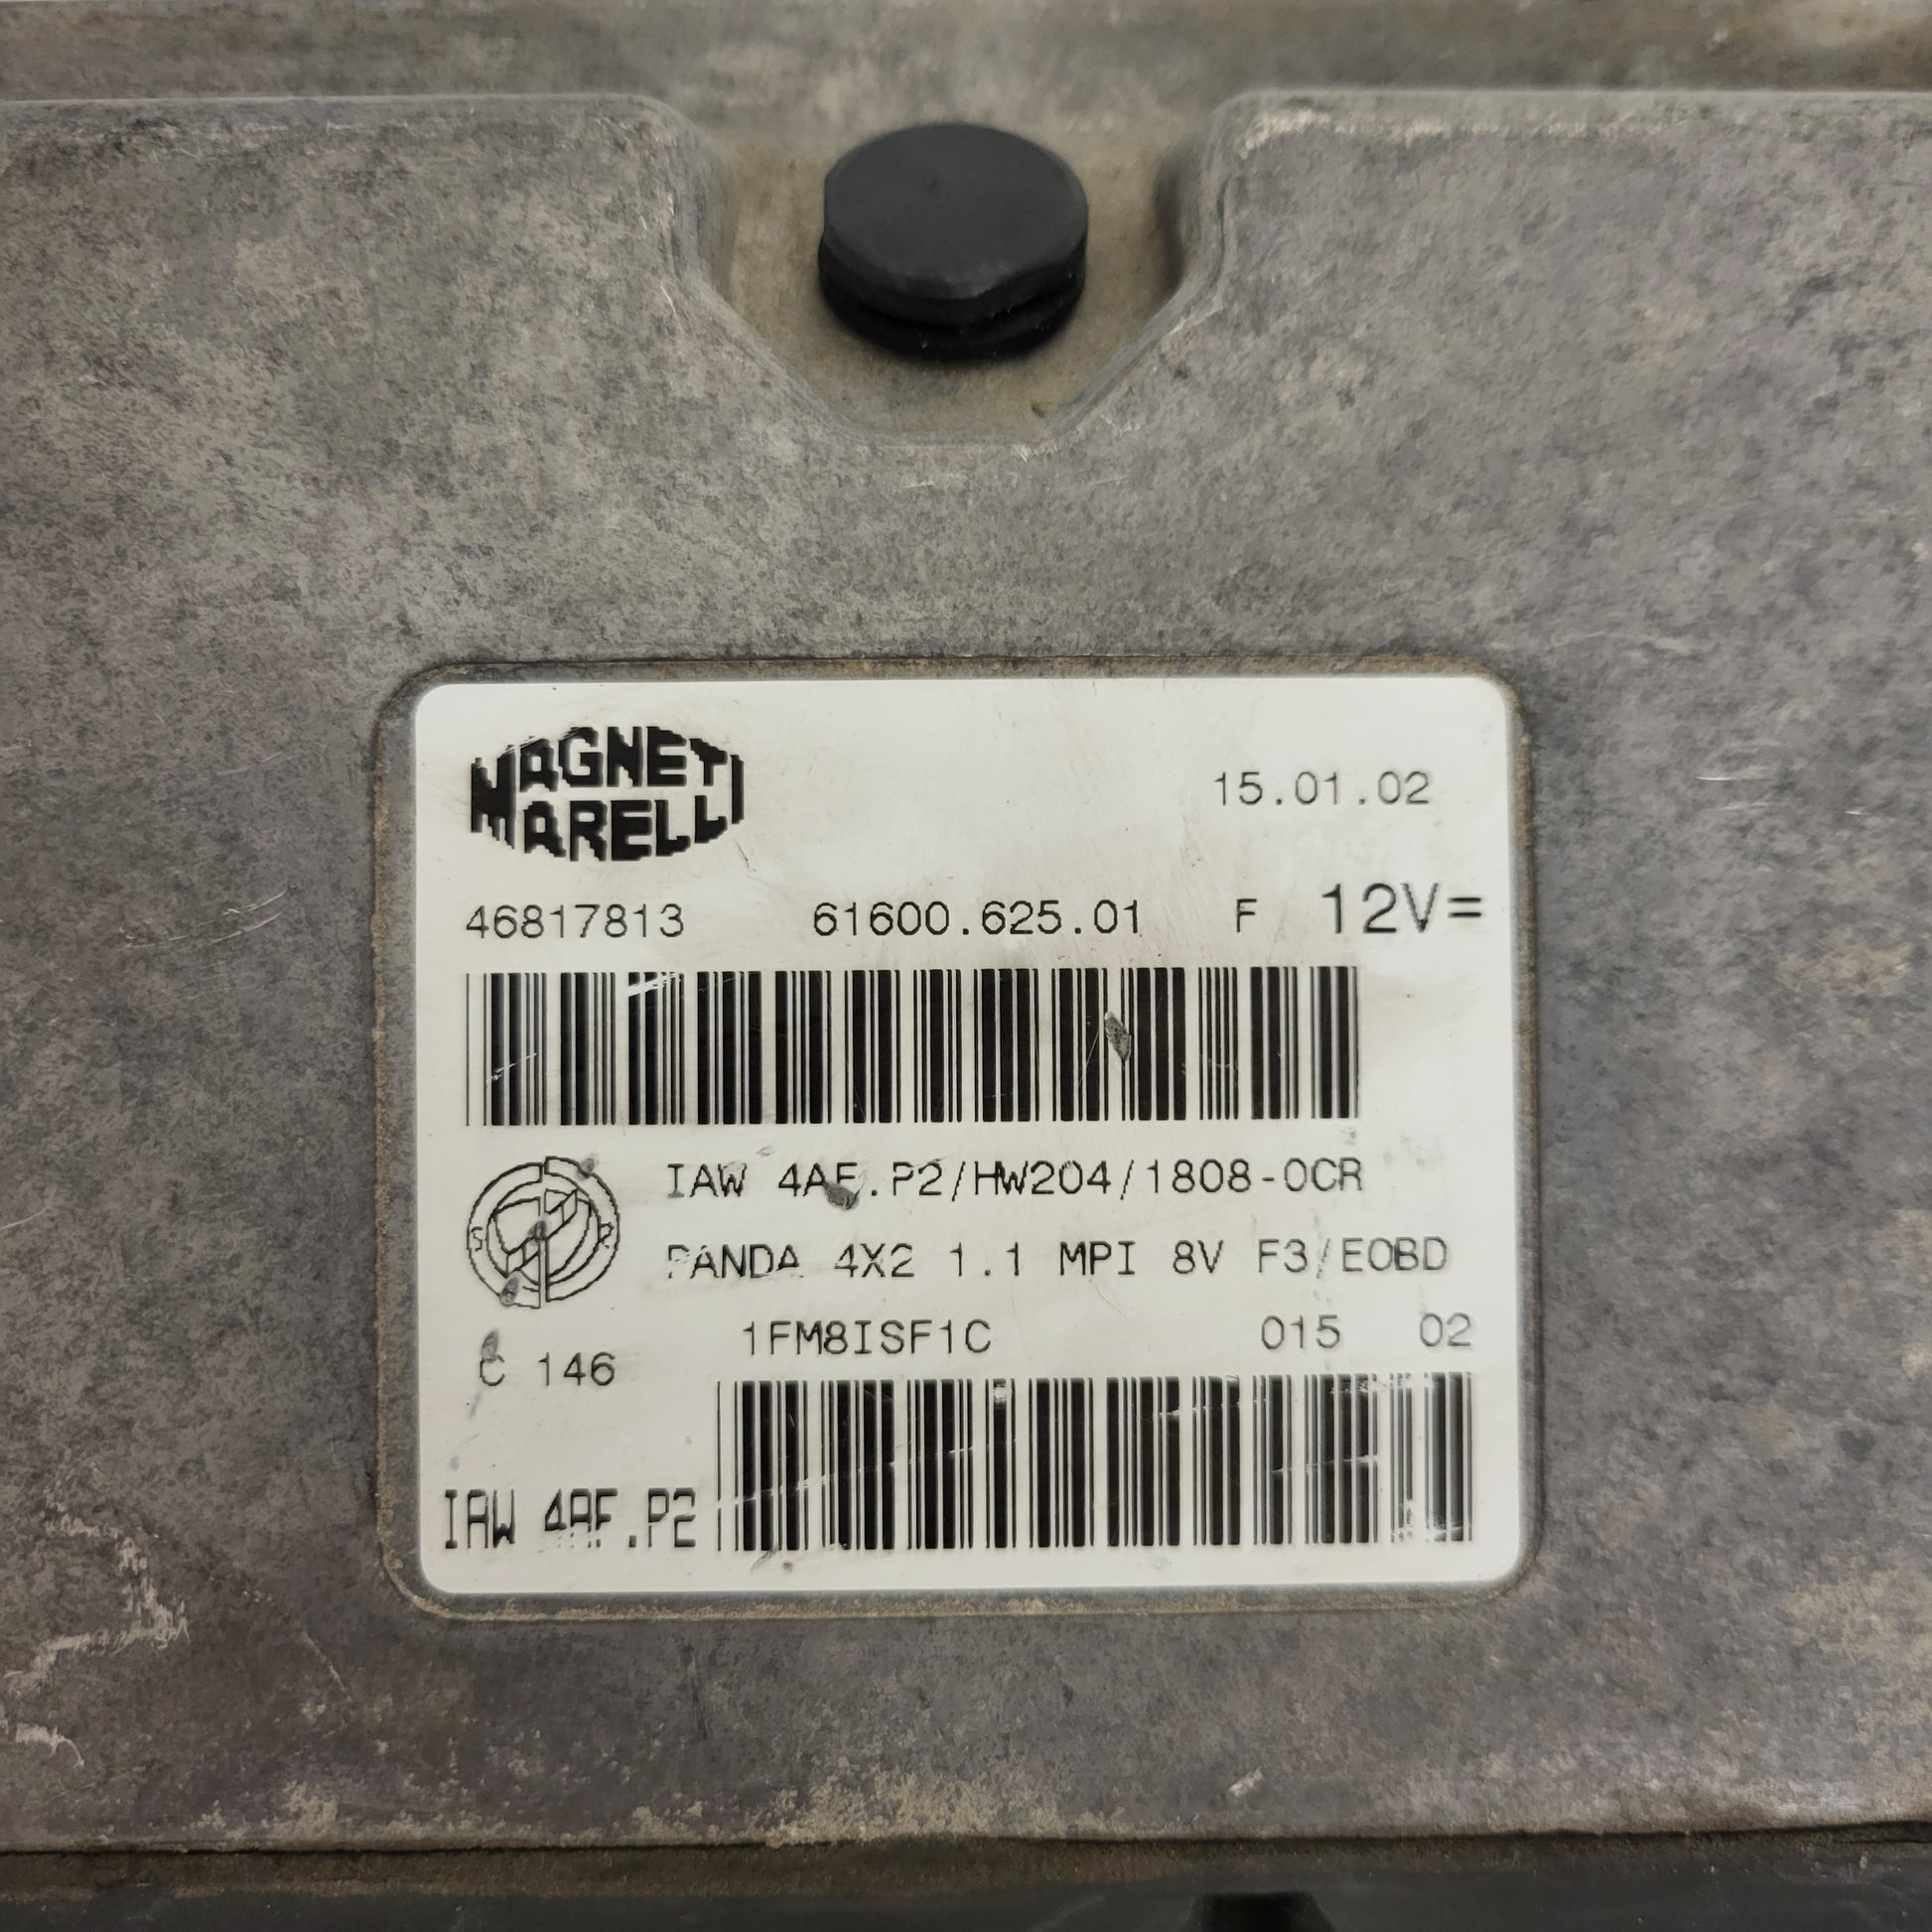 MAGNETI
MARELLI
15.01.02
46817813 61600.625.01 F 12V=
IAW 4AF.P2/HW204/1808-0CR
PANDA 4X2 1.1 MPI 8V F3/EOBD
1FM8ISF1C 015 02
C 146
IAW 4AF.P2